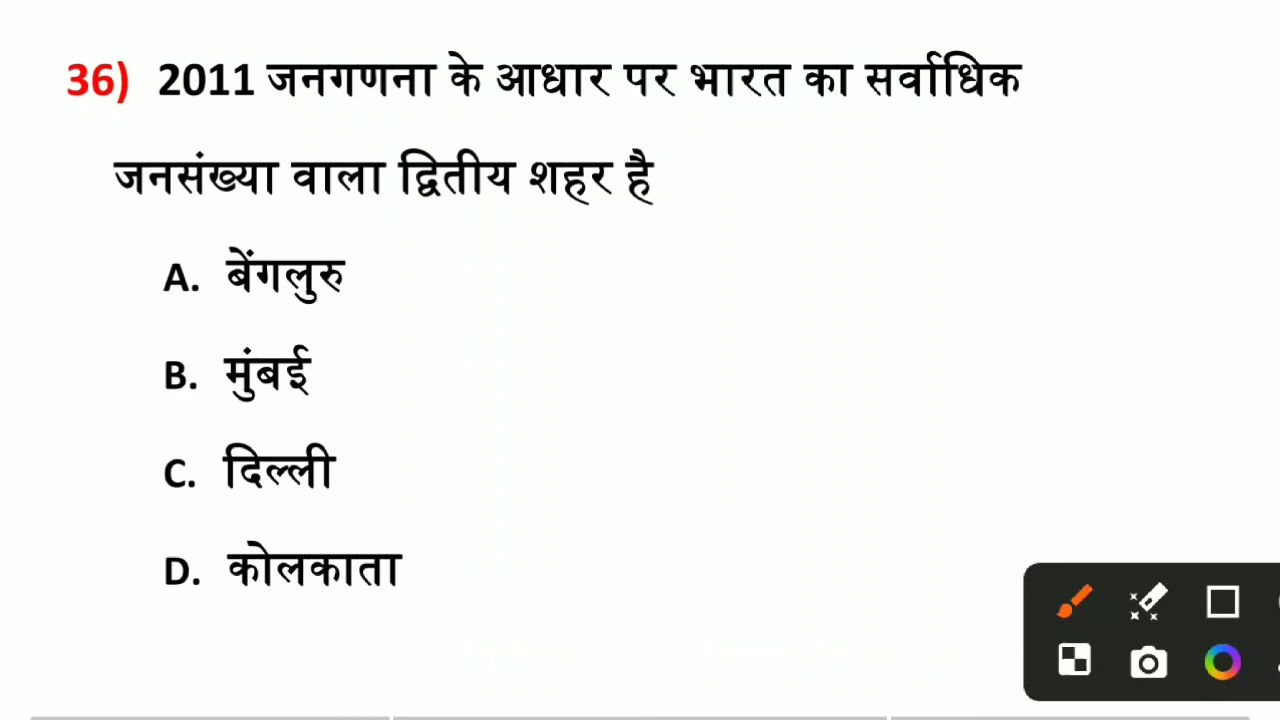 36) 2011 जनगणना के आधार पर भारत का सर्वाधिक
जनसंख्या वाला द्वितीय शहर है
A. बेंगलुरु
B. मुंबई
C. दिल्ली
D. कोलकाता